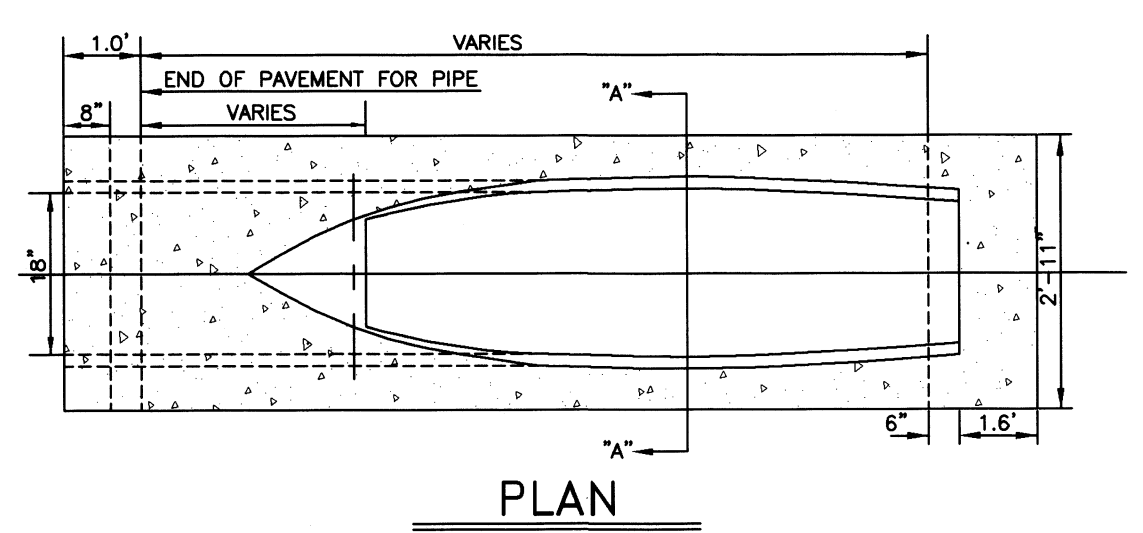 1.0'
VARIES
END OF PAVEMENT FOR PIPE
"A"
8"
VARIES
18"
2'-11"
6"
1.6'
"A"
PLAN